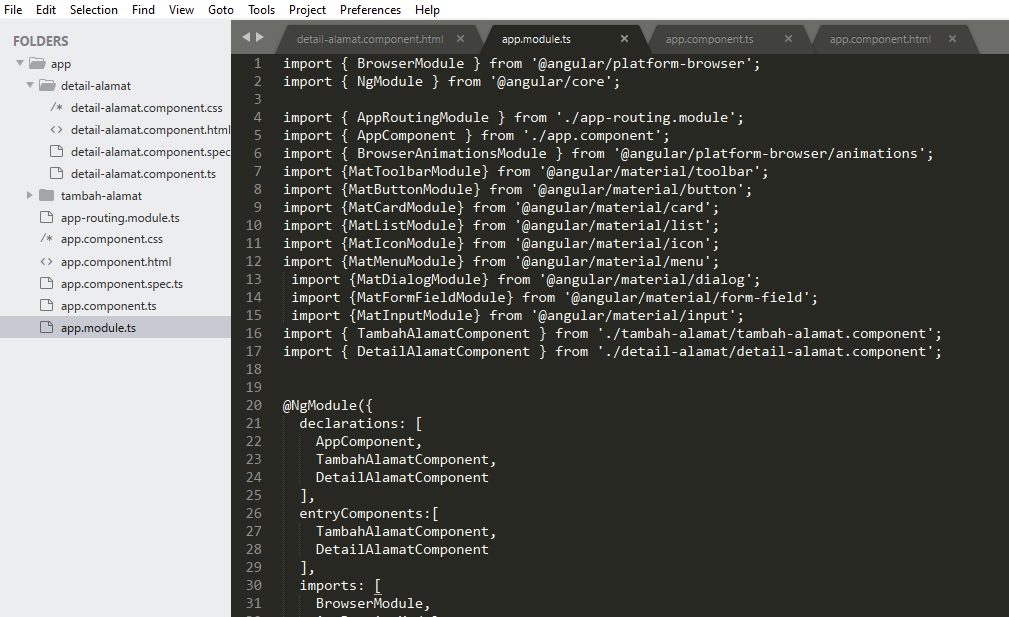 File Edit Selection Find View Goto Tools Project Preferences Help
FOLDERS
app
detail-alamat
/* detail-alamat.component.css
<> detail-alamat.component.html
detail-alamat.component.spec
detail-alamat.component.ts
tambah-alamat
app-routing.module.ts
/* app.component.css
<> app.component.html
app.component.spec.ts
app.component.ts
app.module.ts
detail-alamat.component.html × app.module.ts × app.component.ts × app.component.html ×
1 import { BrowserModule } from '@angular/platform-browser';
2 import { NgModule } from '@angular/core';
3
4 import { AppRoutingModule } from './app-routing.module';
5 import { AppComponent } from './app.component';
6 import { BrowserAnimationsModule } from '@angular/platform-browser/animations';
7 import {MatToolbarModule} from '@angular/material/toolbar';
8 import {MatButtonModule} from '@angular/material/button';
9 import {MatCardModule} from '@angular/material/card';
10 import {MatListModule} from '@angular/material/list';
11 import {MatIconModule} from '@angular/material/icon';
12 import {MatMenuModule} from '@angular/material/menu';
13  import {MatDialogModule} from '@angular/material/dialog';
14  import {MatFormFieldModule} from '@angular/material/form-field';
15  import {MatInputModule} from '@angular/material/input';
16 import { TambahAlamatComponent } from './tambah-alamat/tambah-alamat.component';
17 import { DetailAlamatComponent } from './detail-alamat/detail-alamat.component';
18
19
20 @NgModule({
21   declarations: [
22     AppComponent,
23     TambahAlamatComponent,
24     DetailAlamatComponent
25   ],
26   entryComponents:[
27     TambahAlamatComponent,
28     DetailAlamatComponent
29   ],
30   imports: [
31     BrowserModule,